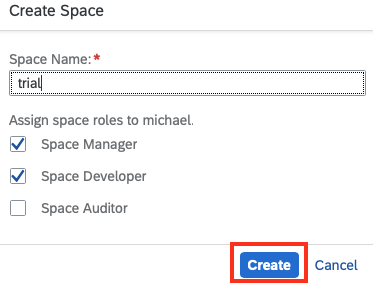 Create Space
Space Name:*
trial
Assign space roles to michael.
Space Manager
Space Developer
Space Auditor
Create Cancel